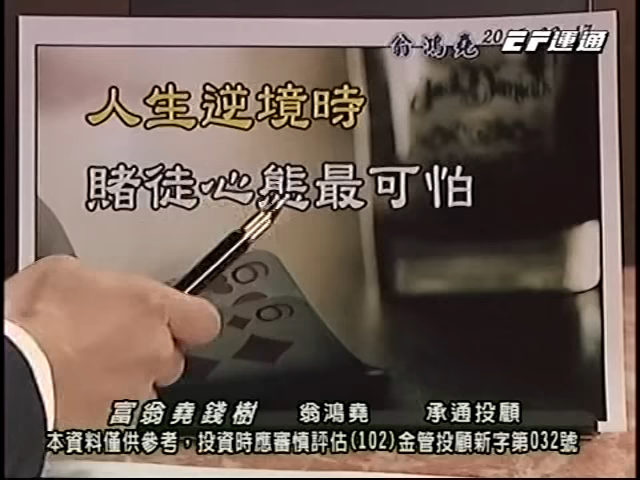 翁鴻堯 20
EF運通
人生逆境時
賭徒心態最可怕
6
6
富翁堯錢樹 翁鴻堯 承通投顧
本資料僅供參考，投資時應審慎評估(102)金管投顧新字第032號